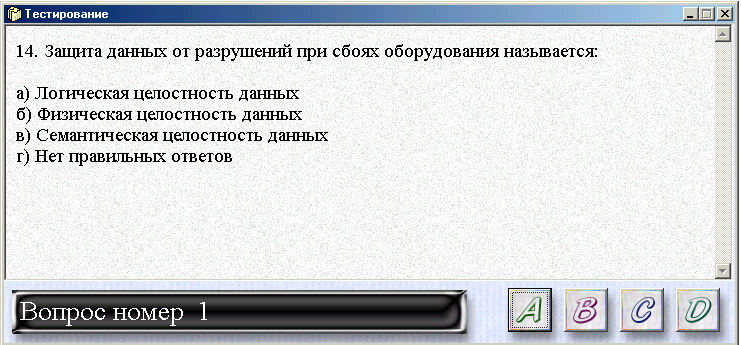 Тестирование
14. Защита данных от разрушений при сбоях оборудования называется:
а) Логическая целостность данных
б) Физическая целостность данных
в) Семантическая целостность данных
г) Нет правильных ответов
Вопрос номер 1
A B C D